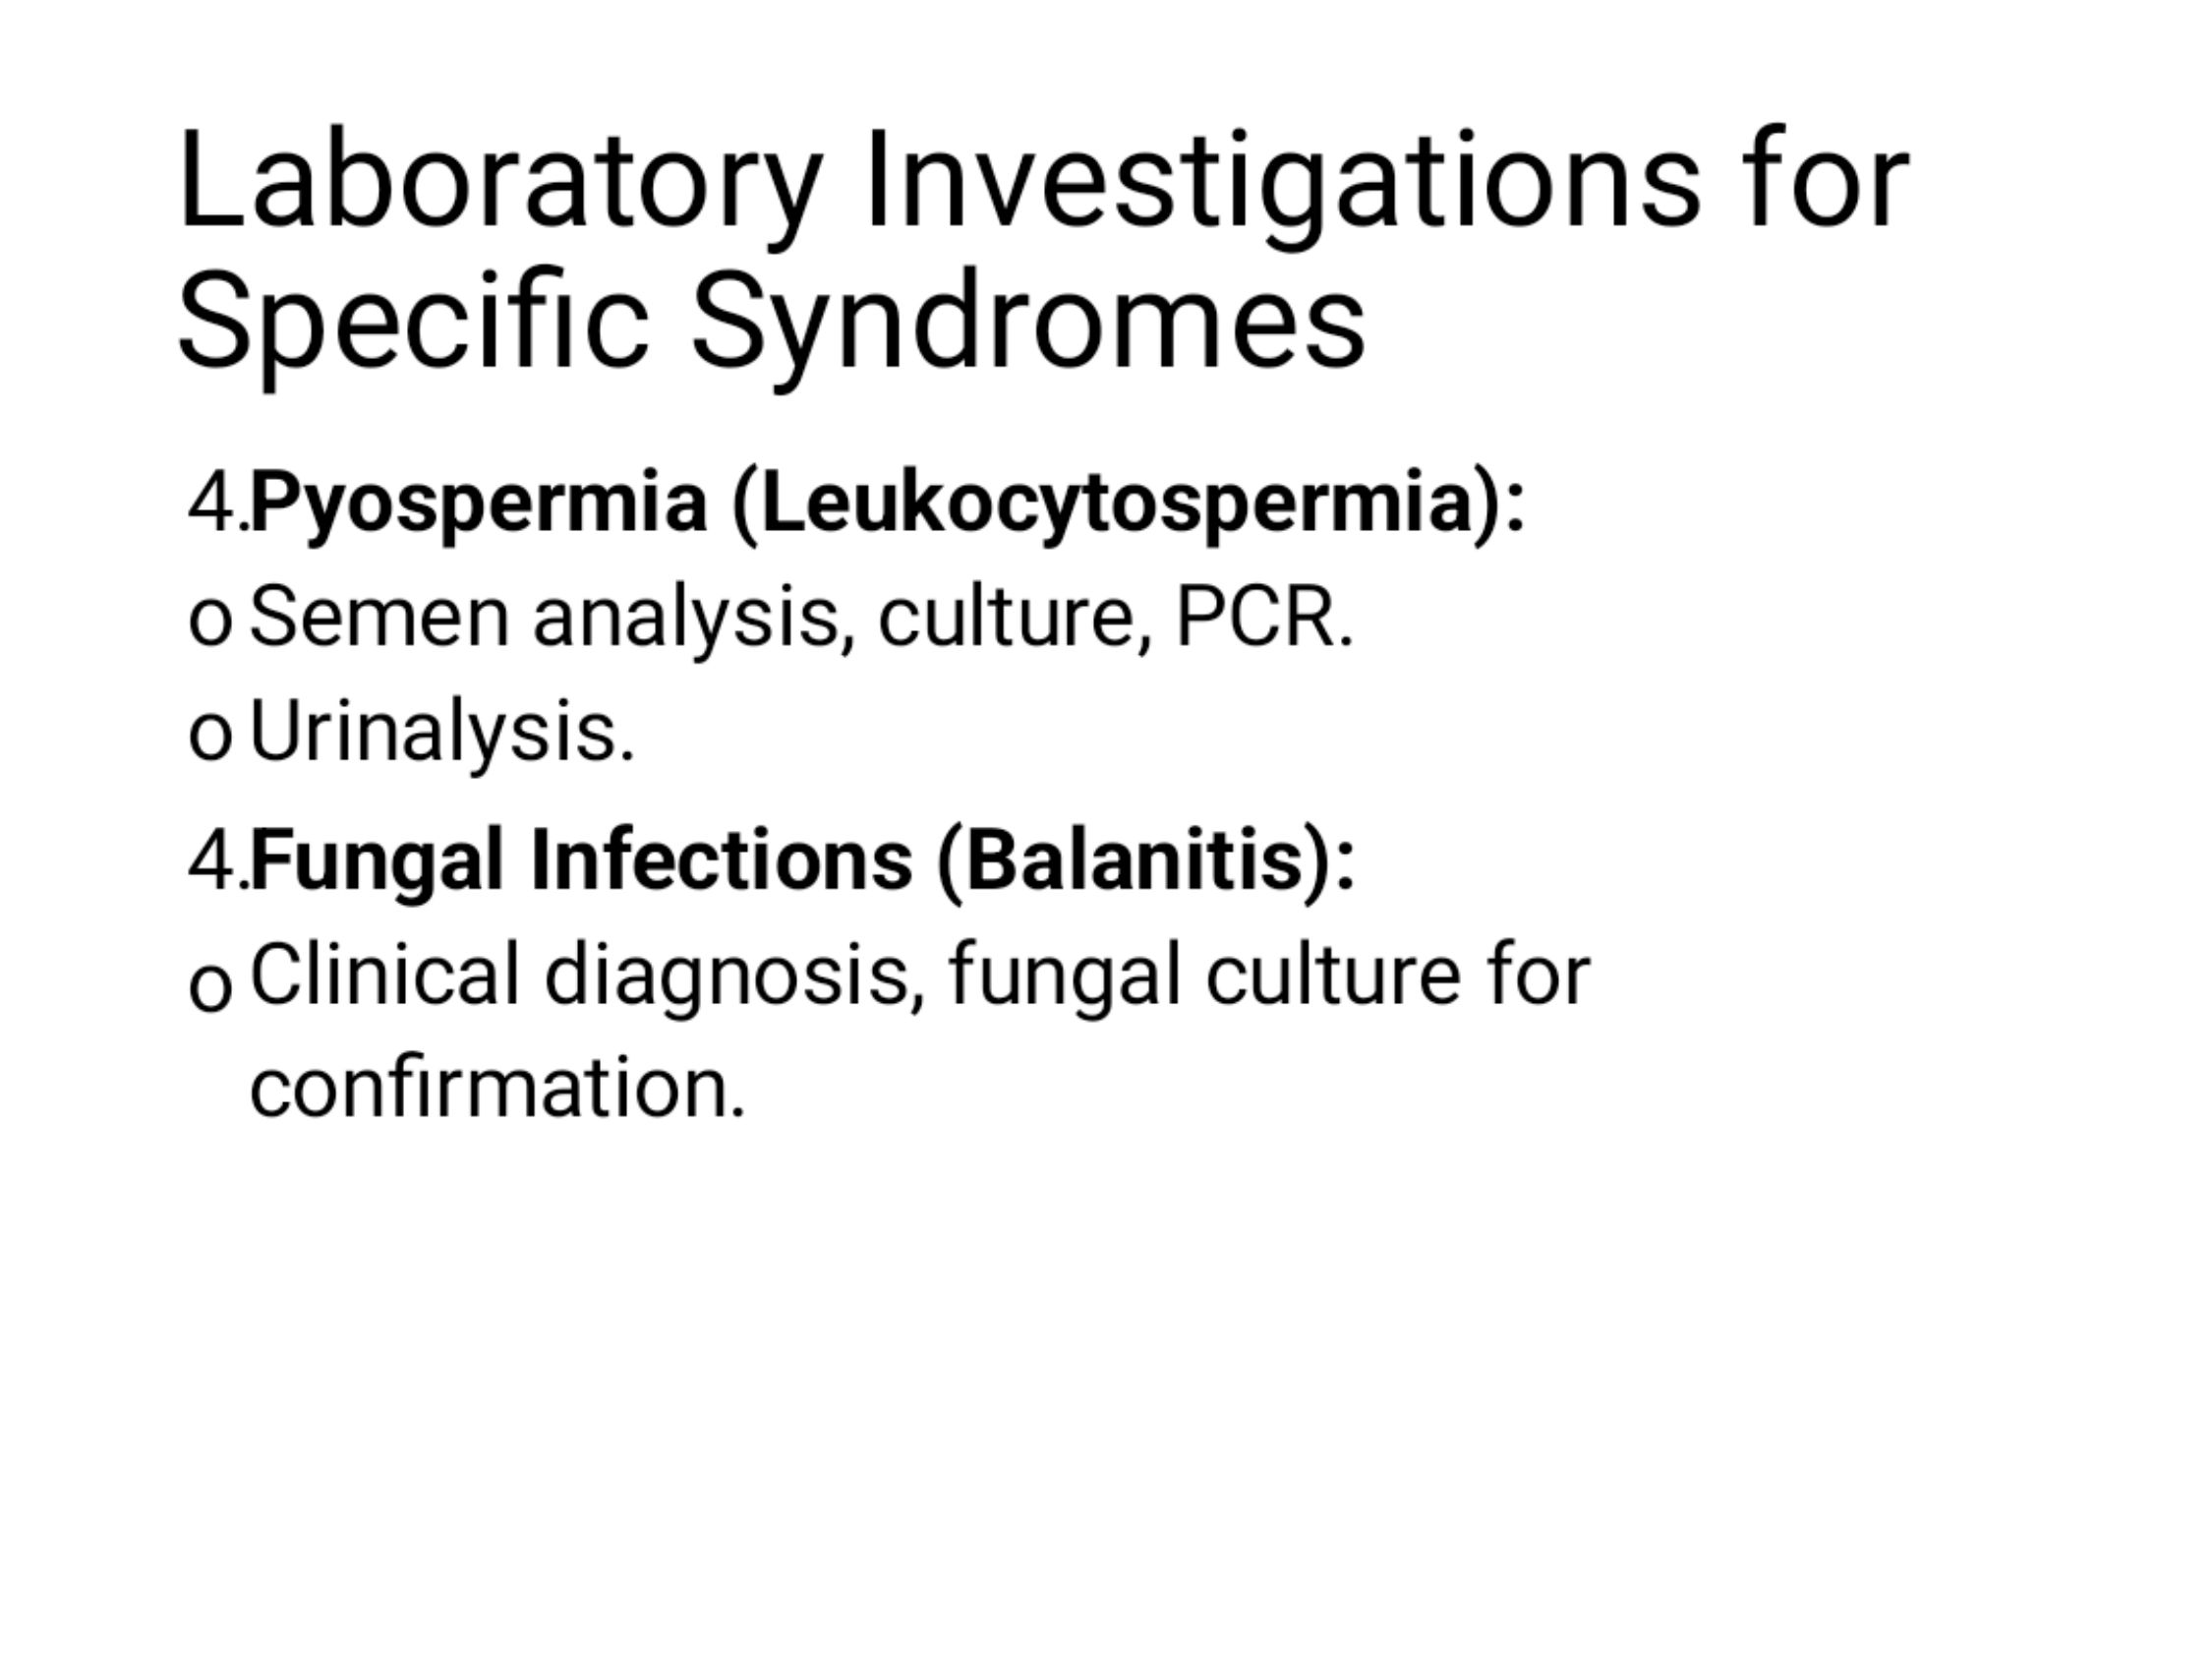 Laboratory Investigations for
Specific Syndromes
4.Pyospermia (Leukocytospermia):
o Semen analysis, culture, PCR.
o Urinalysis.
4.Fungal Infections (Balanitis):
o Clinical diagnosis, fungal culture for
confirmation.